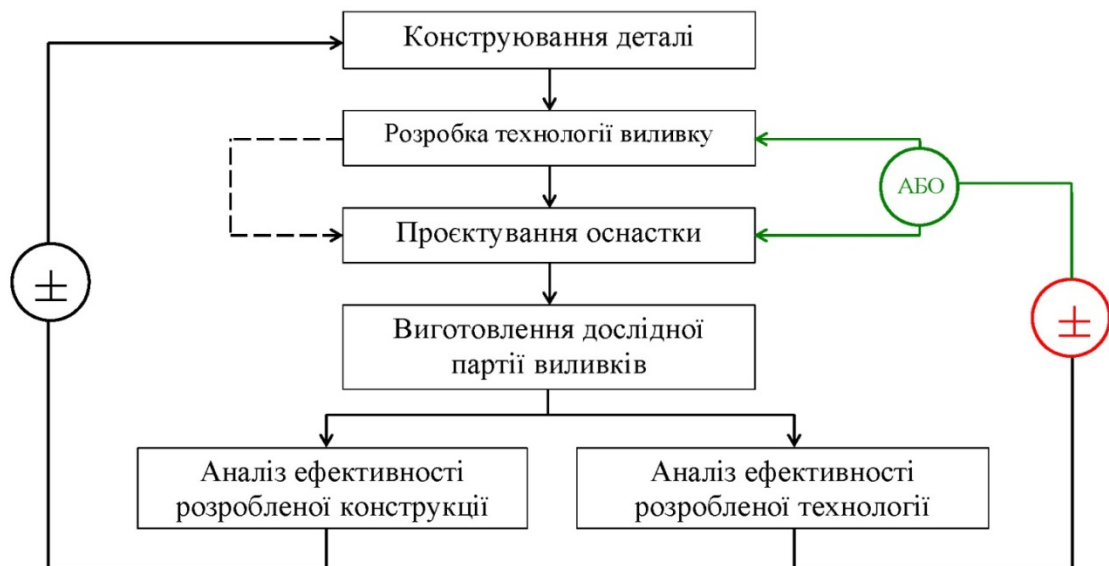 Конструювання деталі
Розробка технології виливку
АБО
Проєктування оснастки
±
±
Виготовлення дослідної
партії виливків
Аналіз ефективності
розробленої конструкції
Аналіз ефективності
розробленої технології